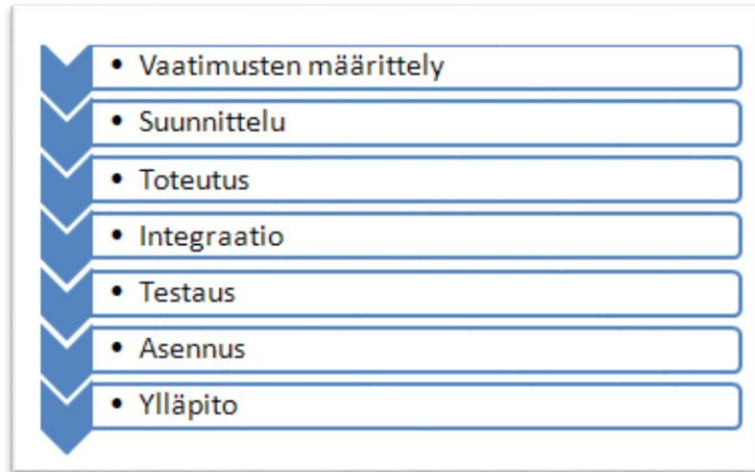 • Vaatimusten määrittely
• Suunnittelu
• Toteutus
• Integraatio
• Testaus
• Asennus
• Ylläpito